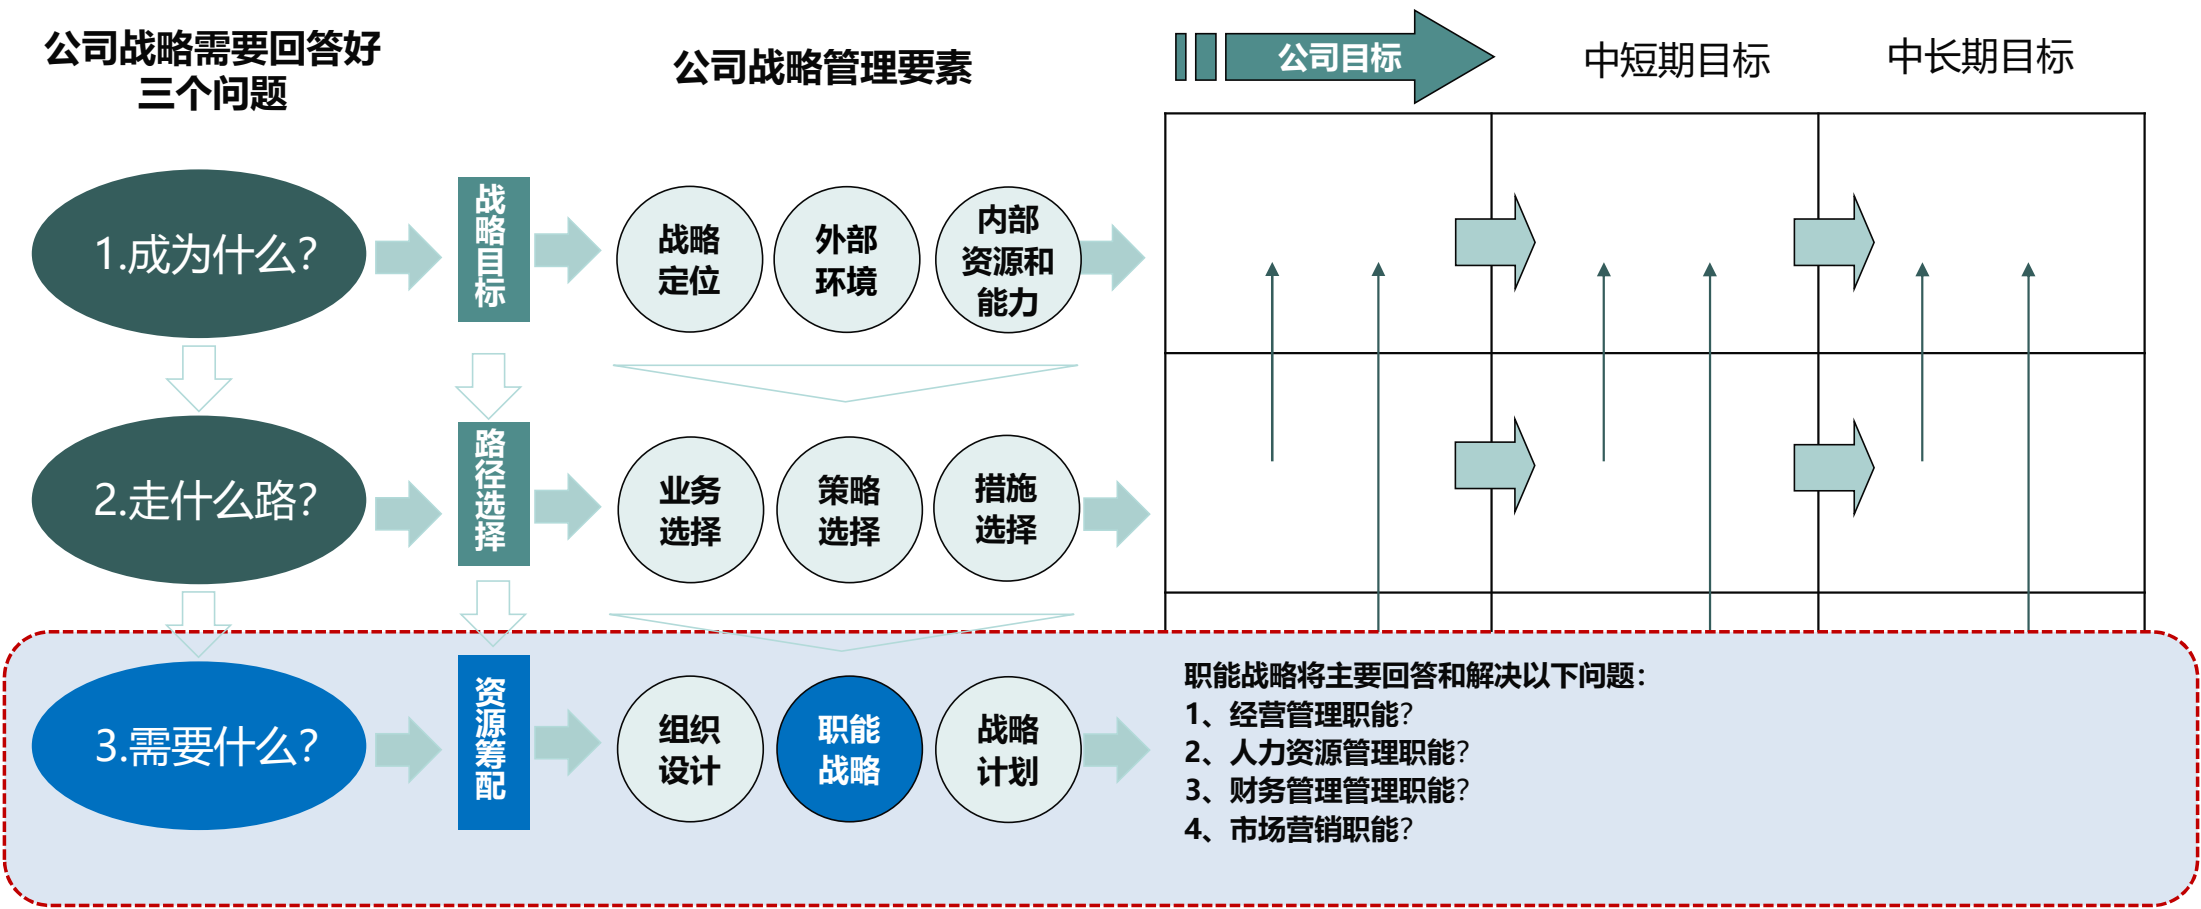 公司战略需要回答好
三个问题
公司战略管理要素
公司目标
中短期目标
中长期目标
1.成为什么?
战略目标
战略
定位
外部
环境
内部
资源和
能力
2.走什么路?
路径选择
业务
选择
策略
选择
措施
选择
3.需要什么?
资源筹配
组织
设计
职能
战略
战略
计划
职能战略将主要回答和解决以下问题：
1、经营管理职能?
2、人力资源管理职能?
3、财务管理管理职能?
4、市场营销职能?